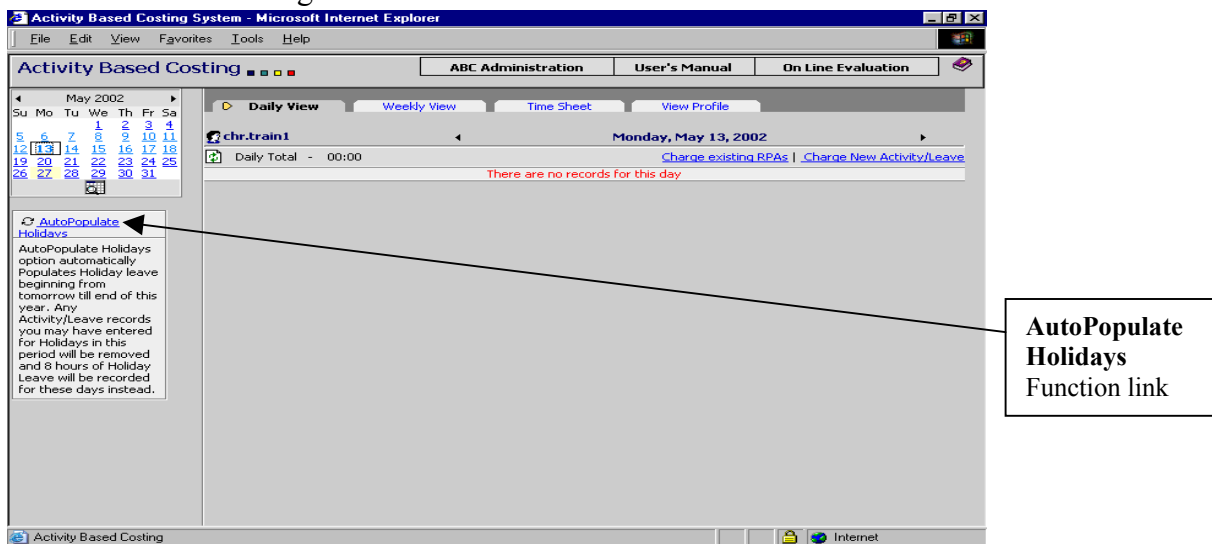 Activity Based Costing System - Microsoft Internet Explorer
File Edit View Favorites Tools Help
Activity Based Costing
ABC Administration User's Manual On Line Evaluation
May 2002
Su Mo Tu We Th Fr Sa
1 2 3 4
5 6 7 8 9 10 11
12 13 14 15 16 17 18
19 20 21 22 23 24 25
26 27 28 29 30 31
Daily View Weekly View Time Sheet View Profile
chr.train1 Monday, May 13, 2002
Daily Total - 00:00 Charge existing RPAs | Charge New Activity/Leave
There are no records for this day
AutoPopulate
Holidays
AutoPopulate Holidays
option automatically
Populates Holiday leave
beginning from
tomorrow till end of this
year. Any
Activity/Leave records
you may have entered
for Holidays in this
period will be removed
and 8 hours of Holiday
Leave will be recorded
for these days instead.
AutoPopulate
Holidays
Function link
Activity Based Costing Internet